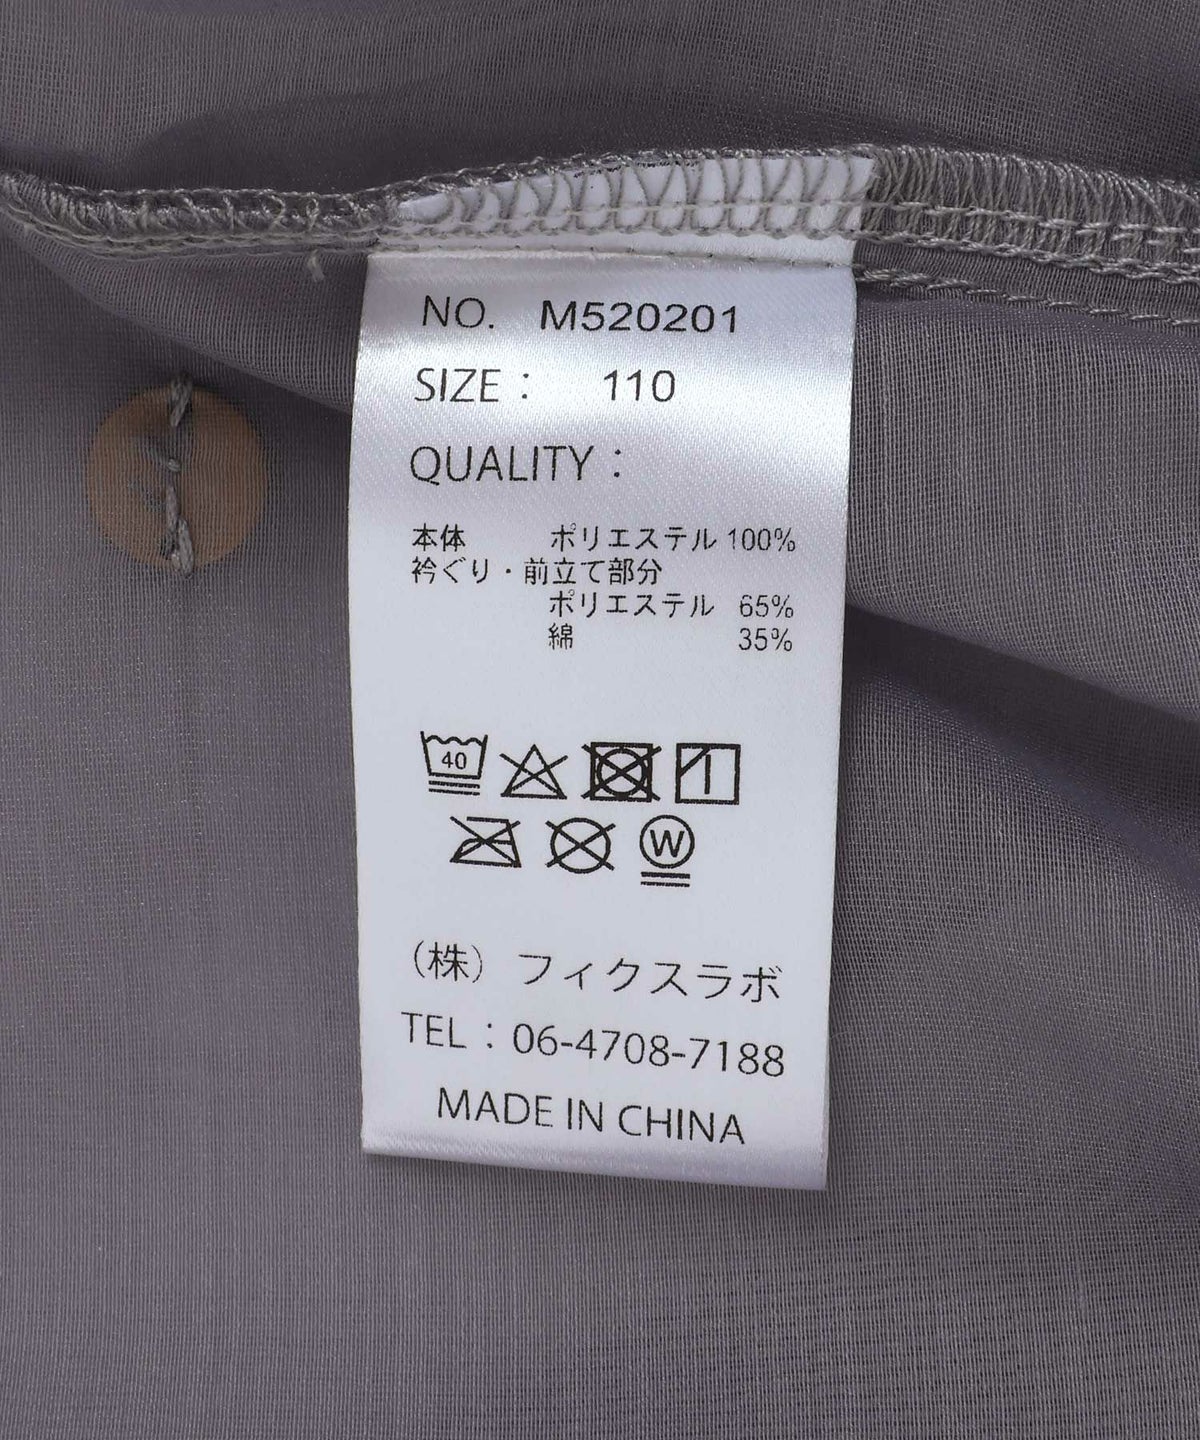 NO. M520201
SIZE： 110
QUALITY：
本体 ポリエステル 100%
衿ぐり・前立て部分
ポリエステル 65%
綿 35%
40
W
（株）フィクスラボ
TEL：06-4708-7188
MADE IN CHINA